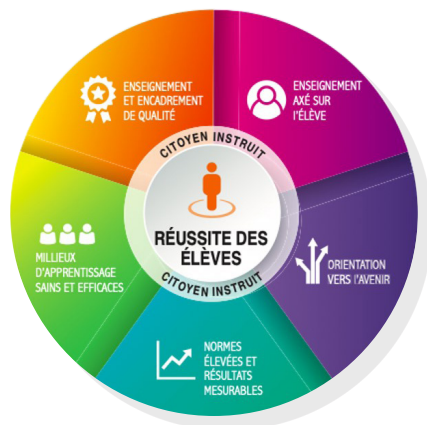 ENSEIGNEMENT
ET ENCADREMENT
DE QUALITÉ
ENSEIGNEMENT
AXÉ SUR
l'ÉLÈVE
CITOYEN INSTRUIT
RÉUSSITE DES
ÉLÈVES
CITOYEN INSTRUIT
MILLIEUX
D'APPRENTISSAGE
SAINS ET EFFICACES
ORIENTATION
VERS l'AVENIR
NORMES
ÉLEVÉES ET
RÉSULTATS
MESURABLES